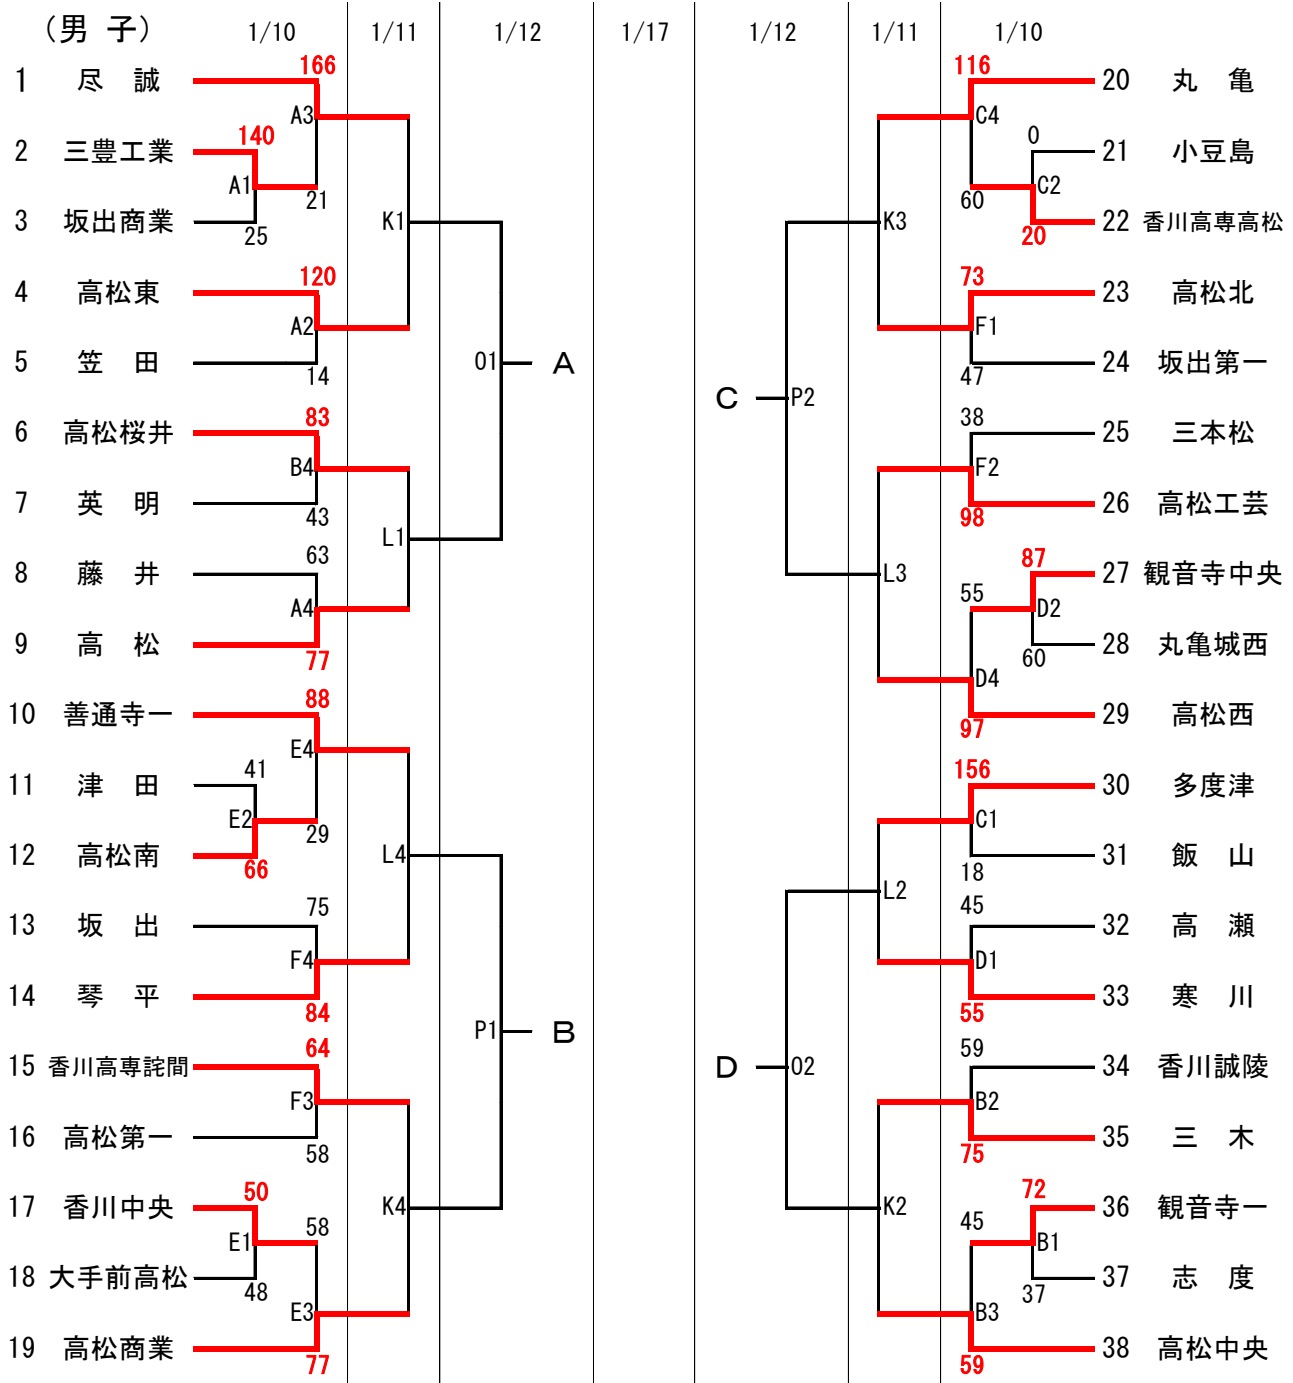 （男 子）
1/10 1/11 1/12 1/17 1/12 1/11 1/10
166
1 尽 誠
A3
140
2 三豊工業
A1
21
3 坂出商業
25
K1
120
4 高松東
A2
5 笠 田
14
O1 A
83
6 高松桜井
B4
7 英 明
43
L1
63
8 藤 井
A4
9 高 松
77
88
10 善通寺一
E4
41
11 津 田
E2
29
12 高松南
66
L4
75
13 坂 出
F4
14 琴 平
84
P1 B
64
15 香川高専詫間
F3
16 高松第一
58
50
17 香川中央
58
K4
E1
18 大手前高松
48
E3
19 高松商業
77
116
20 丸 亀
C4
0
21 小豆島
C2
60
22 香川高専高松
20
K3
73
23 高松北
F1
24 坂出第一
47
C P2
38
25 三本松
F2
26 高松工芸
98
87
27 観音寺中央
L3
55
D2
28 丸亀城西
60
D4
29 高松西
97
156
30 多度津
C1
31 飯 山
18
L2
45
32 高 瀬
D1
33 寒 川
55
D O2
59
34 香川誠陵
B2
35 三 木
75
72
36 観音寺一
K2
45
B1
37 志 度
37
B3
38 高松中央
59